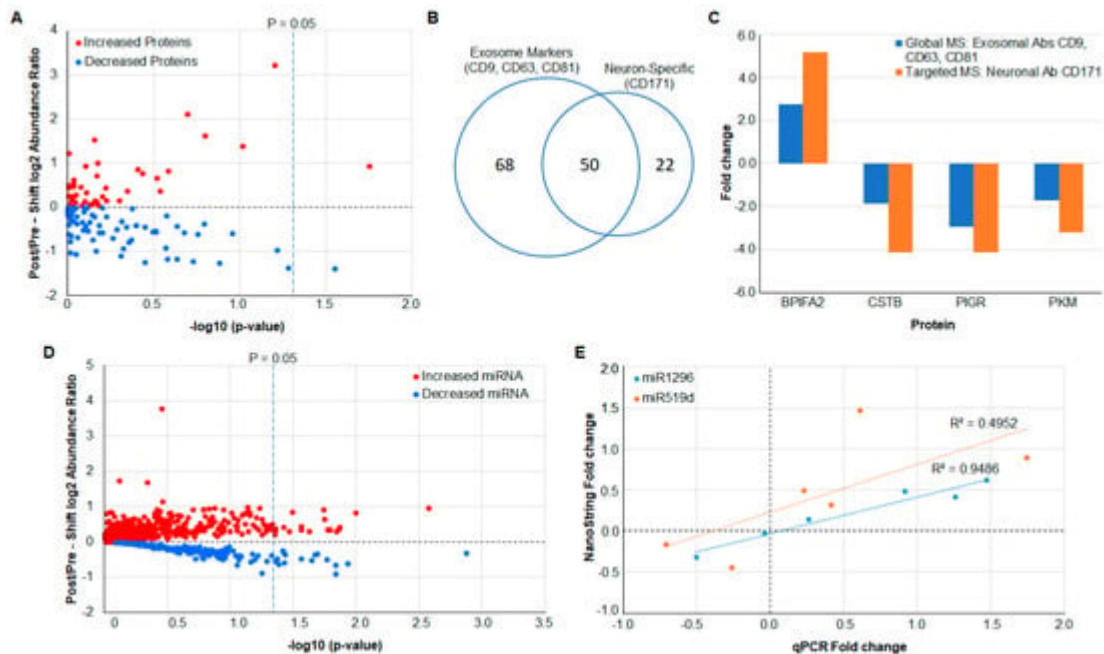 A
P = 0.05
Increased Proteins
Decreased Proteins
Post/Pre – Shift log2 Abundance Ratio
4
3
2
1
0
-1
-2
0
0.5
1.0
1.5
2.0
-log10 (p-value)
B
Exosome Markers
(CD9, CD63, CD81)
Neuron-Specific
(CD171)
68
50
22
C
Global MS: Exosomal Abs CD9,
CD63, CD81
Targeted MS: Neuronal Ab CD171
Fold change
6.0
4.0
2.0
0.0
-2.0
-4.0
-6.0
BPIFA2
CSTB
PIGR
PKM
Protein
D
P = 0.05
Increased miRNA
Decreased miRNA
Post/Pre – Shift log2 Abundance Ratio
5
4
3
2
1
0
-1
-2
0
0.5
1.0
1.5
2.0
2.5
3.0
3.5
-log10 (p-value)
E
miR1296
miR519d
R² = 0.4952
R² = 0.9486
NanoString Fold change
2.0
1.5
1.0
0.5
0.0
-0.5
-1.0
-1.0
0.5
0.0
0.5
1.0
1.5
2.0
qPCR Fold change